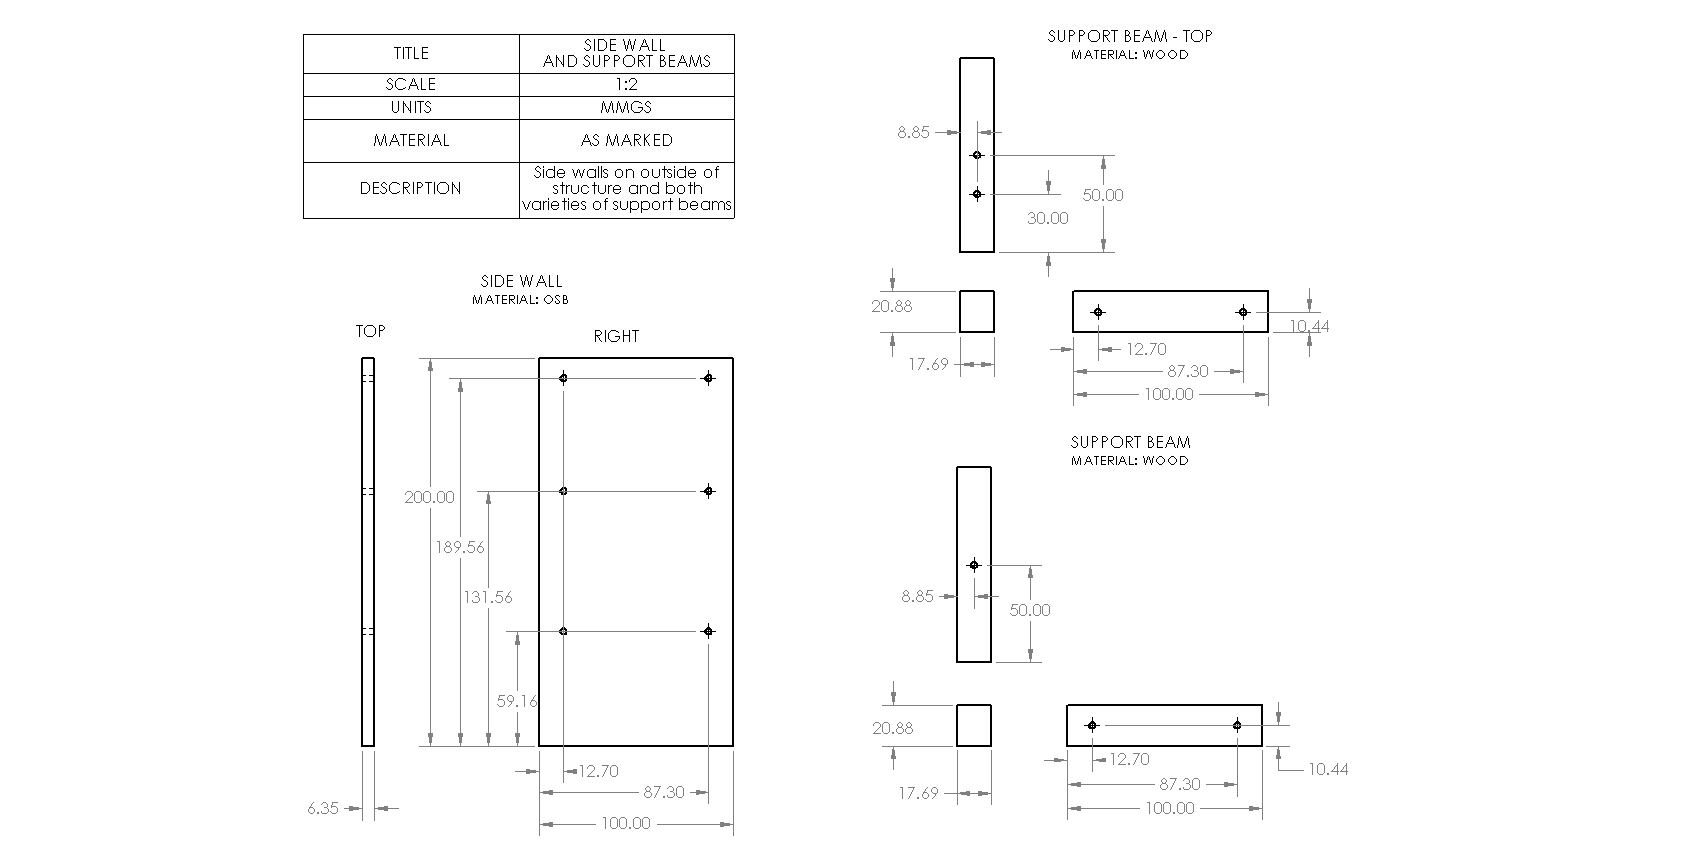 TITLE
SIDE WALL
AND SUPPORT BEAMS
SCALE
1:2
UNITS
MMGS
MATERIAL
AS MARKED
DESCRIPTION
Side walls on outside of
structure and both
varieties of support beams
SIDE WALL
MATERIAL: OSB
TOP
RIGHT
200.00
189.56
131.56
59.16
12.70
87.30
100.00
6.35
SUPPORT BEAM - TOP
MATERIAL: WOOD
8.85
50.00
30.00
20.88
17.69
10.44
12.70
87.30
100.00
SUPPORT BEAM
MATERIAL: WOOD
8.85
50.00
20.88
17.69
12.70
10.44
87.30
100.00